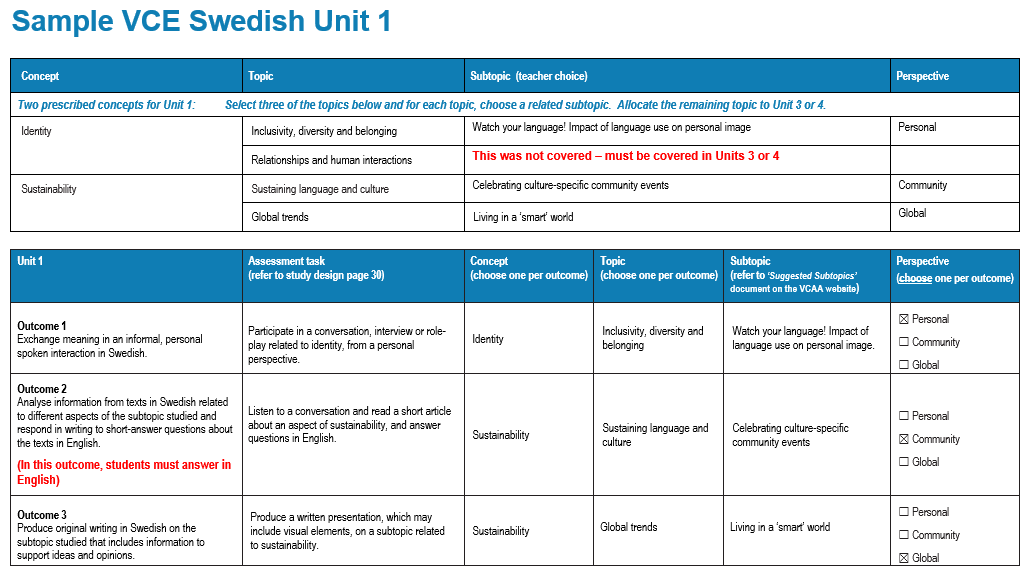 Sample VCE Swedish Unit 1
Concept Topic Subtopic (teacher choice) Perspective
Two prescribed concepts for Unit 1: Select three of the topics below and for each topic, choose a related subtopic. Allocate the remaining topic to Unit 3 or 4.
Identity
Inclusivity, diversity and belonging
Watch your language! Impact of language use on personal image
Personal
Relationships and human interactions
This was not covered – must be covered in Units 3 or 4
Sustainability
Sustaining language and culture
Celebrating culture-specific community events
Community
Global trends
Living in a ‘smart’ world
Global
Unit 1
Assessment task
(refer to study design page 30)
Concept
(choose one per outcome)
Topic
(choose one per outcome)
Subtopic
(refer to ‘Suggested Subtopics’
document on the VCAA website)
Perspective
(choose one per outcome)
Outcome 1
Exchange meaning in an informal, personal
spoken interaction in Swedish.
Participate in a conversation, interview or role-
play related to identity, from a personal
perspective.
Identity
Inclusivity, diversity and
belonging
Watch your language! Impact of
language use on personal image.
☒ Personal
☐ Community
☐ Global
Outcome 2
Analyse information from texts in Swedish related
to different aspects of the subtopic studied and
respond in writing to short-answer questions about
the texts in English.
(In this outcome, students must answer in
English)
Listen to a conversation and read a short article
about an aspect of sustainability, and answer
questions in English.
Sustainability
Sustaining language and
culture
Celebrating culture-specific
community events
☐ Personal
☒ Community
☐ Global
Outcome 3
Produce original writing in Swedish on the
subtopic studied that includes information to
support ideas and opinions.
Produce a written presentation, which may
include visual elements, on a subtopic related
to sustainability.
Sustainability
Global trends
Living in a ‘smart’ world
☐ Personal
☐ Community
☒ Global